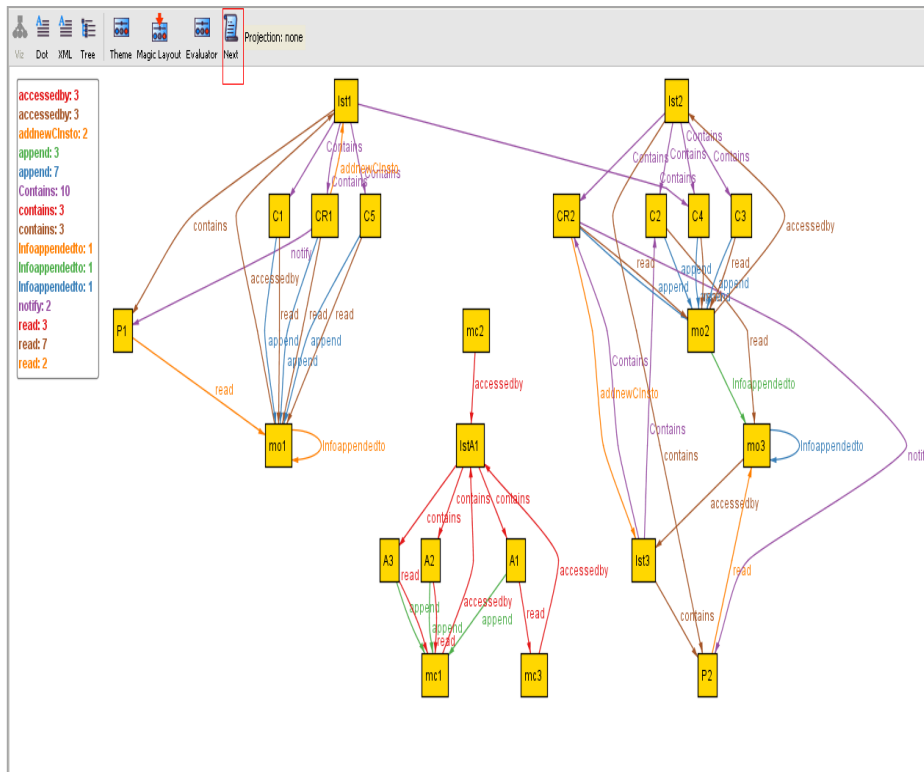 Viz Dot XML Tree Theme Magic Layout Evaluator Next Projection: none
accessedby: 3
accessedby: 3
addnewCInsto: 2
append: 3
append: 7
Contains: 10
contains: 3
contains: 3
Infoappendedto: 1
Infoappendedto: 1
Infoappendedto: 1
notify: 2
read: 3
read: 7
read: 2
lst1 lst2
Contains addnewCInsto Contains Contains
Contains Contains Contains Contains
C1 CR1 C5 CR2 C2 C4 C3
contains notify accessedby
accessedby read append read
read read read append append
P1 mc2 mo2
append append read
Contains addnewCInsto
accessedby Infoappendedto
read
mo1 Infoappendedto lstA1 Contains contains mo3 Infoappendedto notify
contains contains contains
accessedby
A3 A2 A1 lst3
read accessedby accessedby read
append append append read contains
read
mc1 mc3 P2